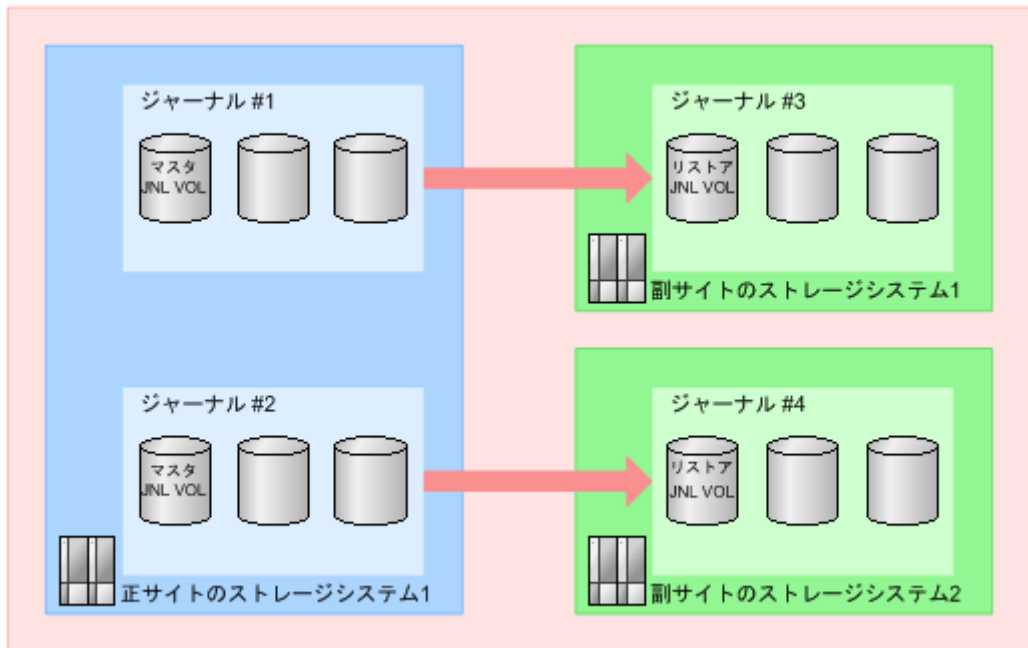 ジャーナル #1
マスタ
JNL VOL
ジャーナル #2
マスタ
JNL VOL
正サイトのストレージシステム1
ジャーナル #3
リストア
JNL VOL
副サイトのストレージシステム1
ジャーナル #4
リストア
JNL VOL
副サイトのストレージシステム2